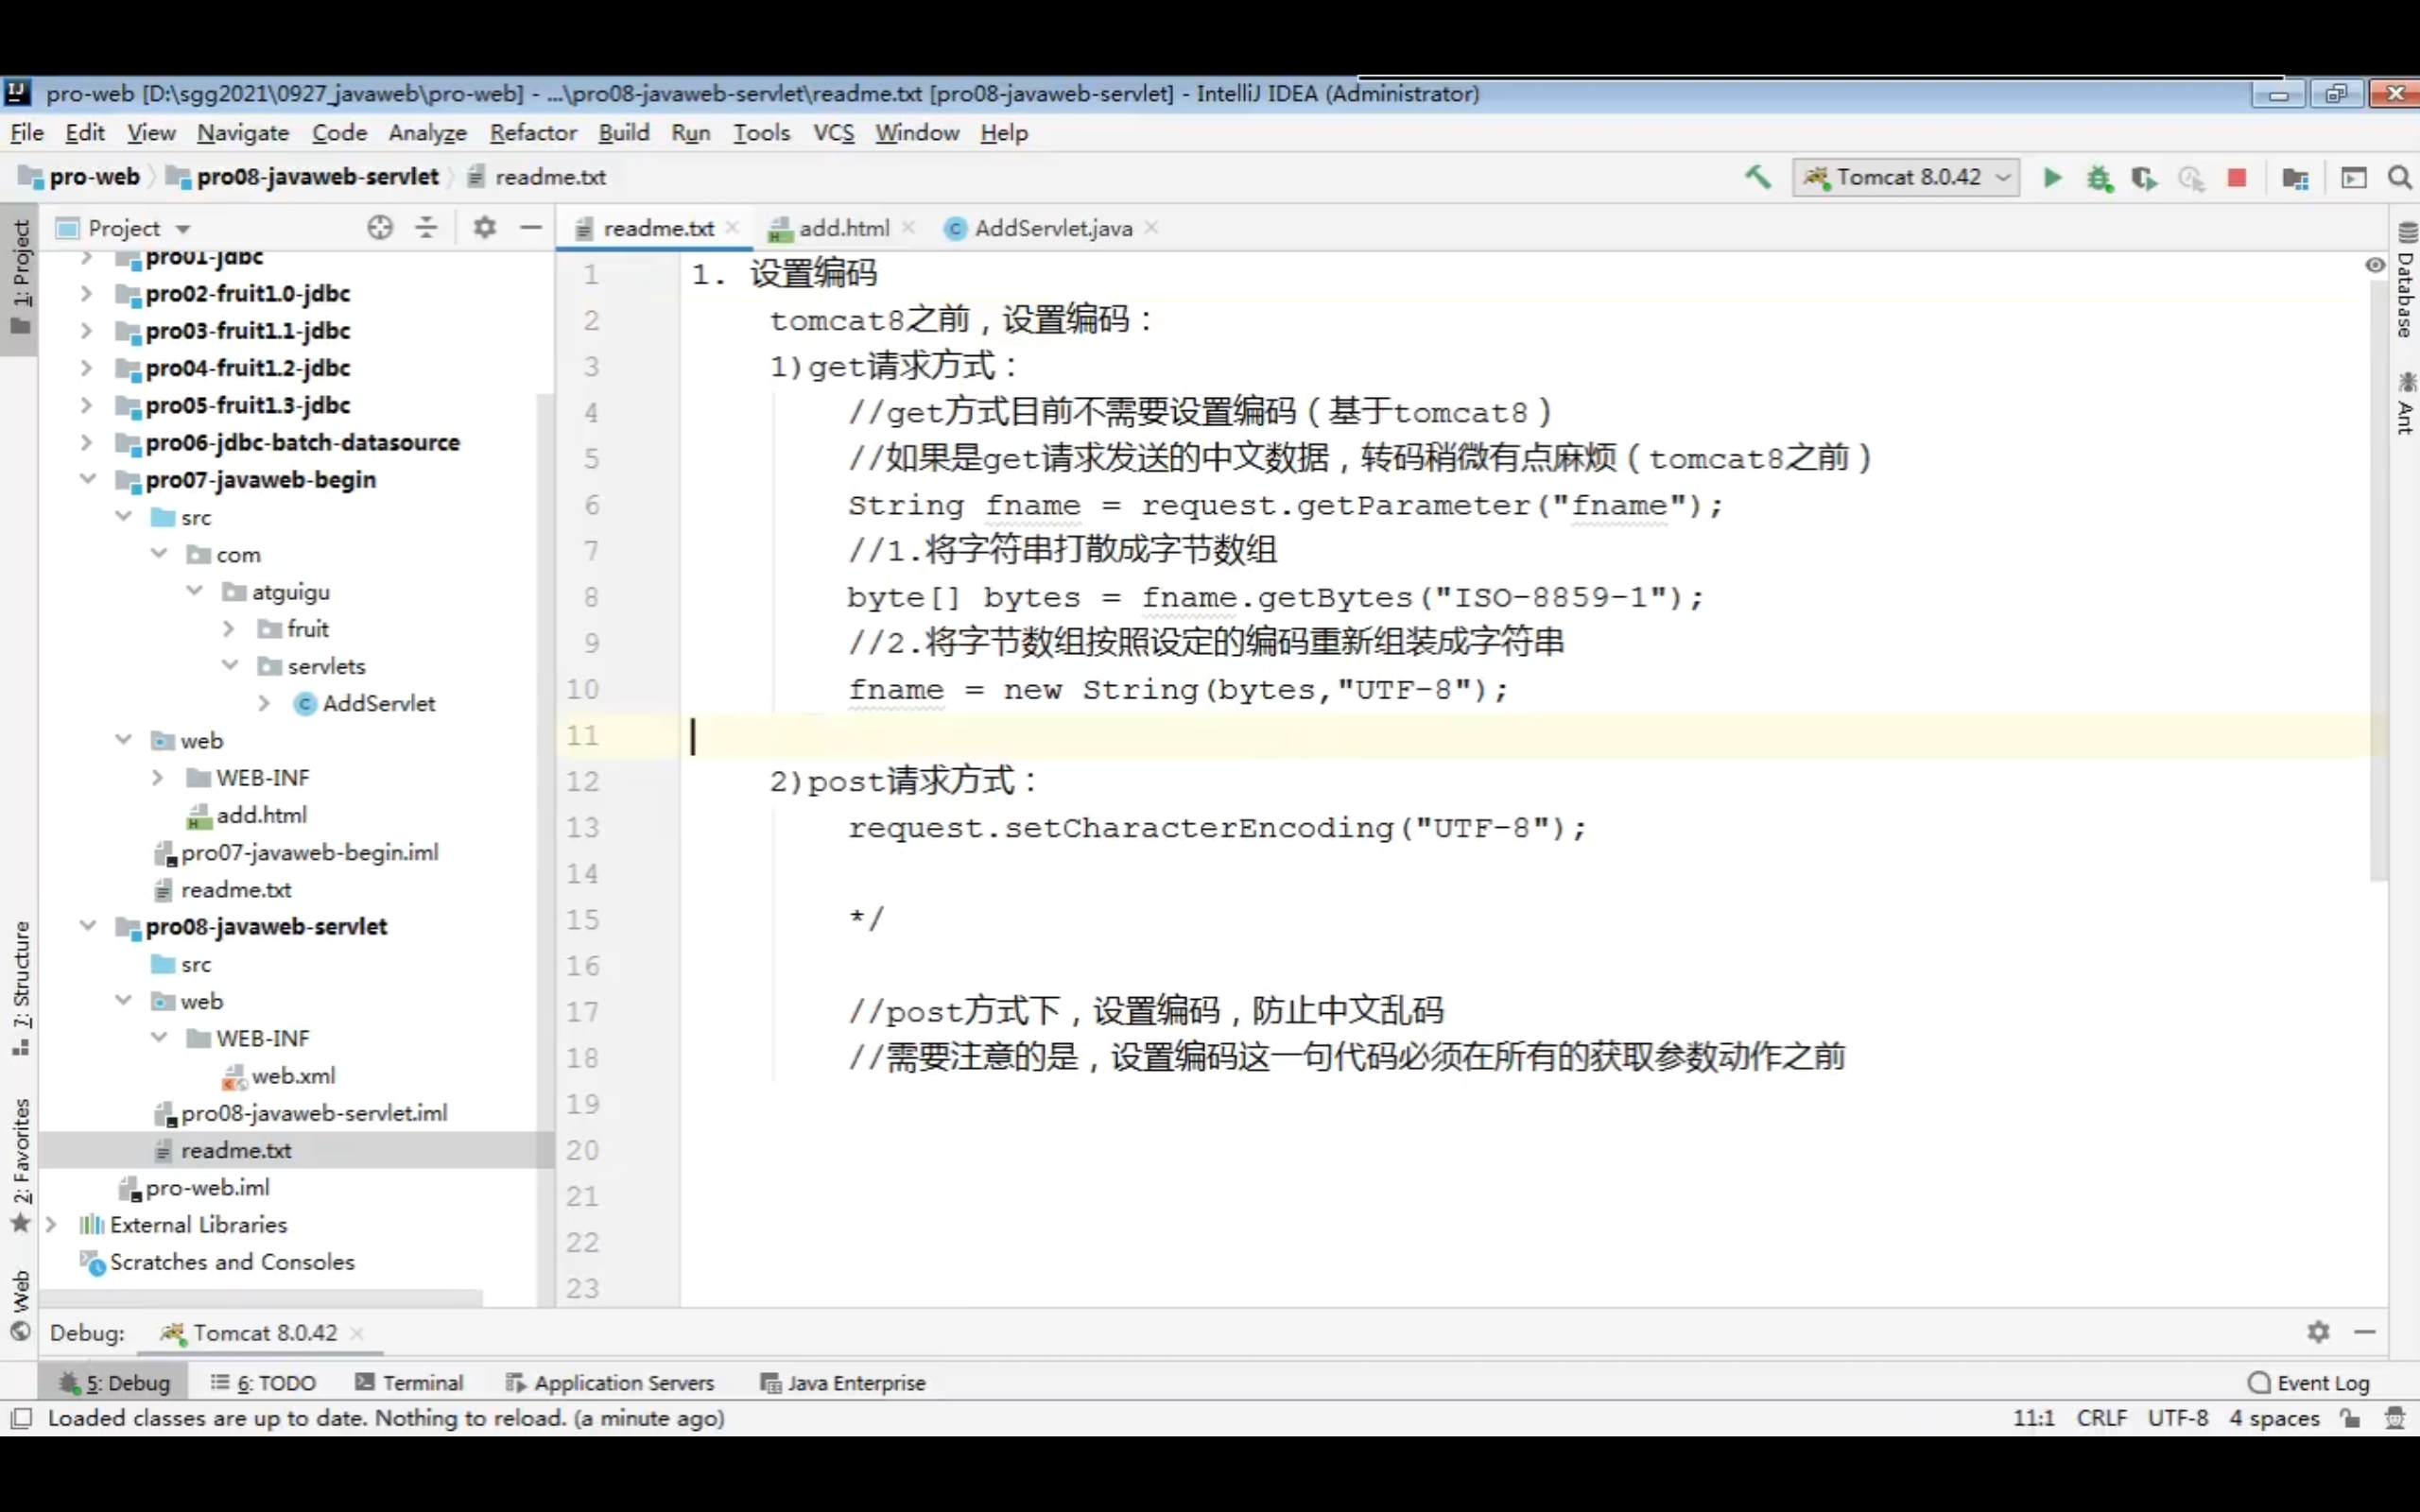 pro-web [D:\sgg2021\0927_javaweb\pro-web] - ...\pro08-javaweb-servlet\readme.txt [pro08-javaweb-servlet] - IntelliJ IDEA (Administrator)
File Edit View Navigate Code Analyze Refactor Build Run Tools VCS Window Help
pro-web pro08-javaweb-servlet readme.txt Tomcat 8.0.42
1: Project
7: Structure
2: Favorites
Web
Project
pro01-jdbc
pro02-fruit1.0-jdbc
pro03-fruit1.1-jdbc
pro04-fruit1.2-jdbc
pro05-fruit1.3-jdbc
pro06-jdbc-batch-datasource
pro07-javaweb-begin
src
com
atguigu
fruit
servlets
AddServlet
web
WEB-INF
add.html
pro07-javaweb-begin.iml
readme.txt
pro08-javaweb-servlet
src
web
WEB-INF
web.xml
pro08-javaweb-servlet.iml
readme.txt
pro-web.iml
External Libraries
Scratches and Consoles
readme.txt add.html AddServlet.java
1 1. 设置编码
2 tomcat8之前，设置编码：
3 1)get请求方式：
4 //get方式目前不需要设置编码（基于tomcat8）
5 //如果是get请求发送的中文数据，转码稍微有点麻烦（tomcat8之前）
6 String fname = request.getParameter("fname");
7 //1.将字符串打散成字节数组
8 byte[] bytes = fname.getBytes("ISO-8859-1");
9 //2.将字节数组按照设定的编码重新组装成字符串
10 fname = new String(bytes,"UTF-8");
11
12 2)post请求方式：
13 request.setCharacterEncoding("UTF-8");
14
15 */
16
17 //post方式下，设置编码，防止中文乱码
18 //需要注意的是，设置编码这一句代码必须在所有的获取参数动作之前
19
20
21
22
23
Database
Ant
Debug: Tomcat 8.0.42
5: Debug 6: TODO Terminal Application Servers Java Enterprise Event Log
Loaded classes are up to date. Nothing to reload. (a minute ago) 11:1 CRLF UTF-8 4 spaces